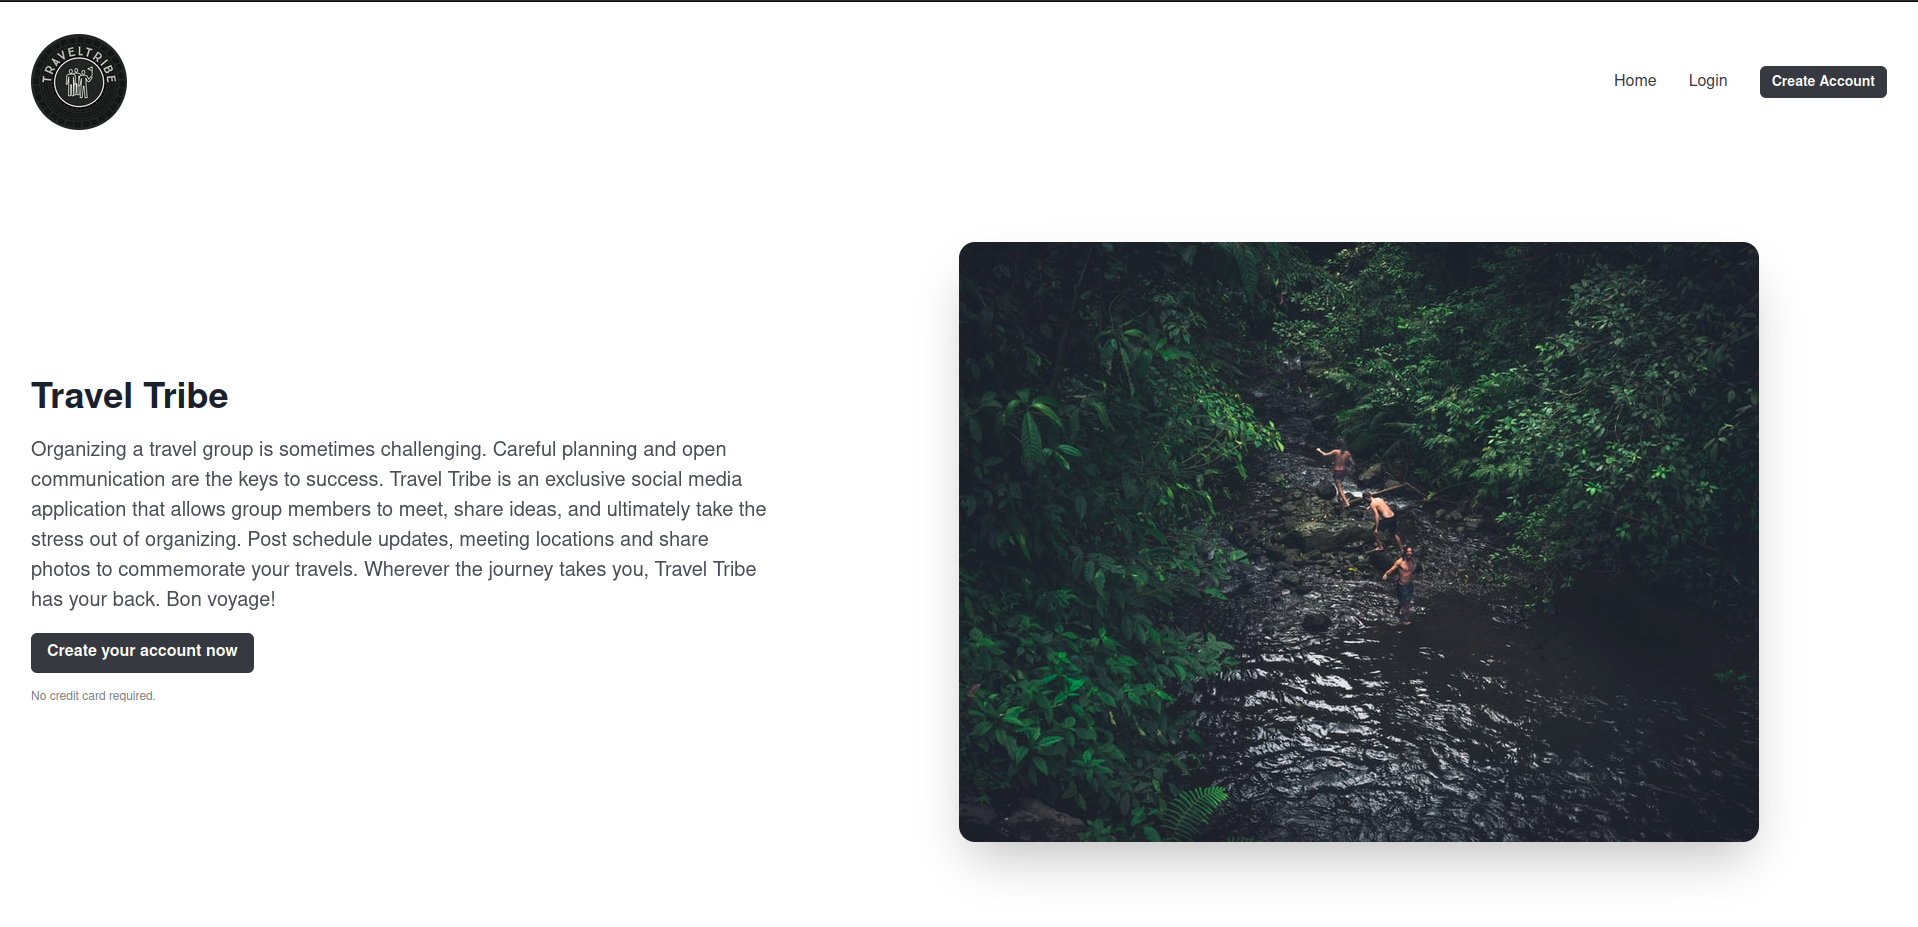 TRAVELTRIBE
Home
Login
Create Account
Travel Tribe
Organizing a travel group is sometimes challenging. Careful planning and open
communication are the keys to success. Travel Tribe is an exclusive social media
application that allows group members to meet, share ideas, and ultimately take the
stress out of organizing. Post schedule updates, meeting locations and share
photos to commemorate your travels. Wherever the journey takes you, Travel Tribe
has your back. Bon voyage!
Create your account now
No credit card required.